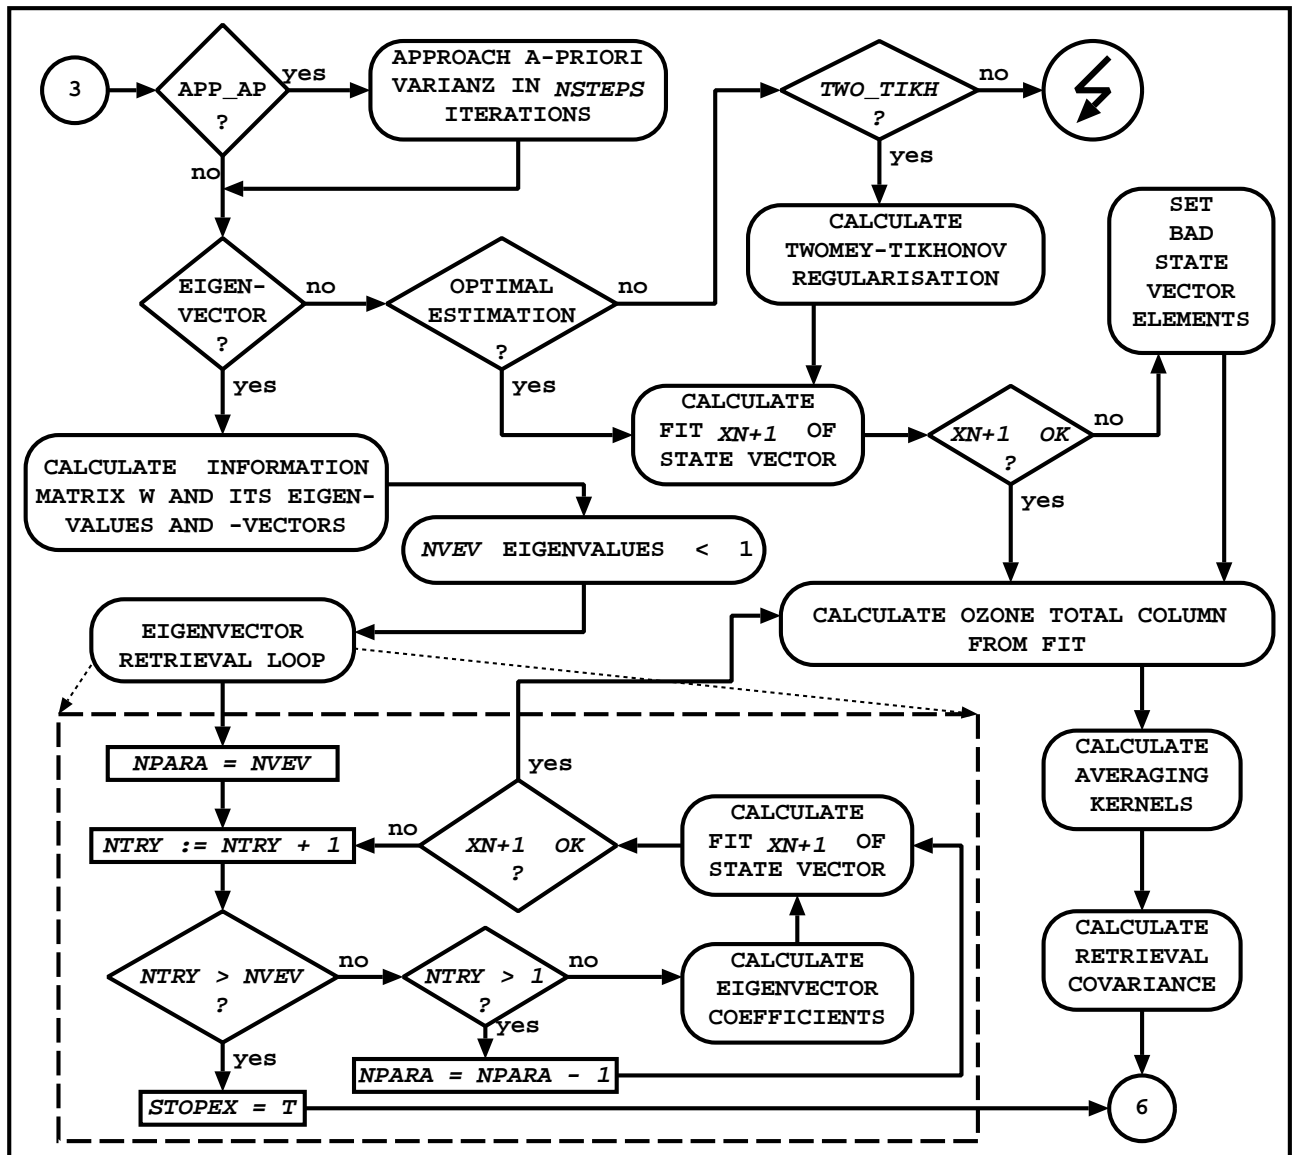 3
APP_AP
?
yes
no
APPROACH A-PRIORI
VARIANZ IN NSTEPS
ITERATIONS
TWO_TIKH
?
no
yes
CALCULATE
TWOMEY-TIKHONOV
REGULARISATION
SET
BAD
STATE
VECTOR
ELEMENTS
EIGEN-
VECTOR
?
no
yes
OPTIMAL
ESTIMATION
?
no
yes
CALCULATE
FIT XN+1 OF
STATE VECTOR
XN+1 OK
?
no
yes
CALCULATE INFORMATION
MATRIX W AND ITS EIGEN-
VALUES AND -VECTORS
NVEV EIGENVALUES < 1
CALCULATE OZONE TOTAL COLUMN
FROM FIT
EIGENVECTOR
RETRIEVAL LOOP
NPARA = NVEV
NTRY := NTRY + 1
no
yes
XN+1 OK
?
CALCULATE
FIT XN+1 OF
STATE VECTOR
CALCULATE
AVERAGING
KERNELS
NTRY > NVEV
?
no
yes
NTRY > 1
?
no
yes
CALCULATE
EIGENVECTOR
COEFFICIENTS
CALCULATE
RETRIEVAL
COVARIANCE
NPARA = NPARA - 1
STOPEX = T
6